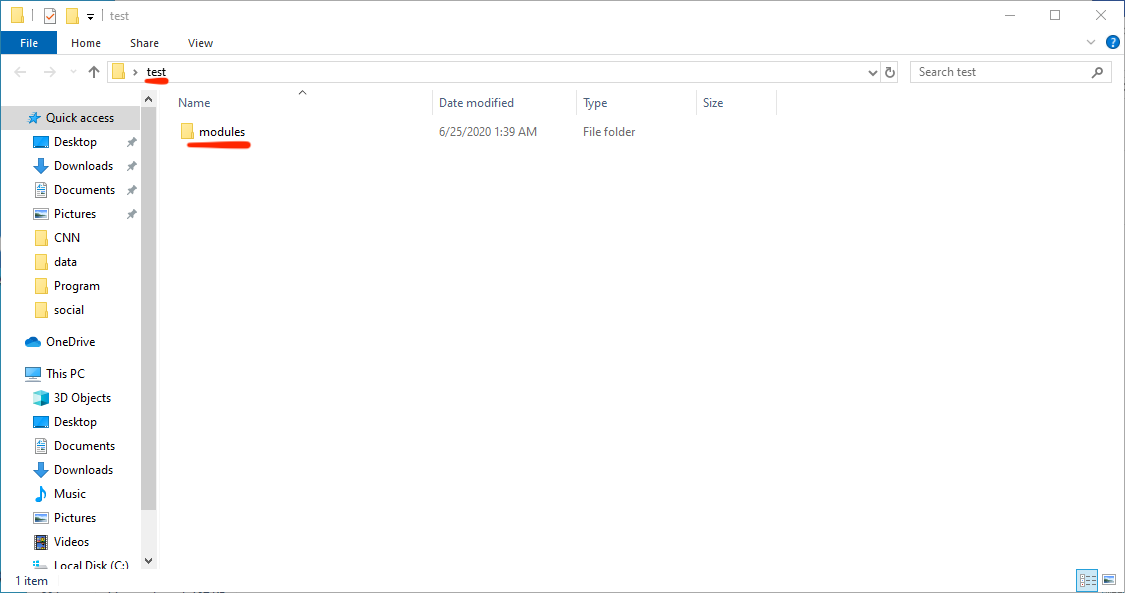 test
File Home Share View
test
Search test
Name Date modified Type Size
modules 6/25/2020 1:39 AM File folder
Quick access
Desktop
Downloads
Documents
Pictures
CNN
data
Program
social
OneDrive
This PC
3D Objects
Desktop
Documents
Downloads
Music
Pictures
Videos
Local Disk (C:)
1 item